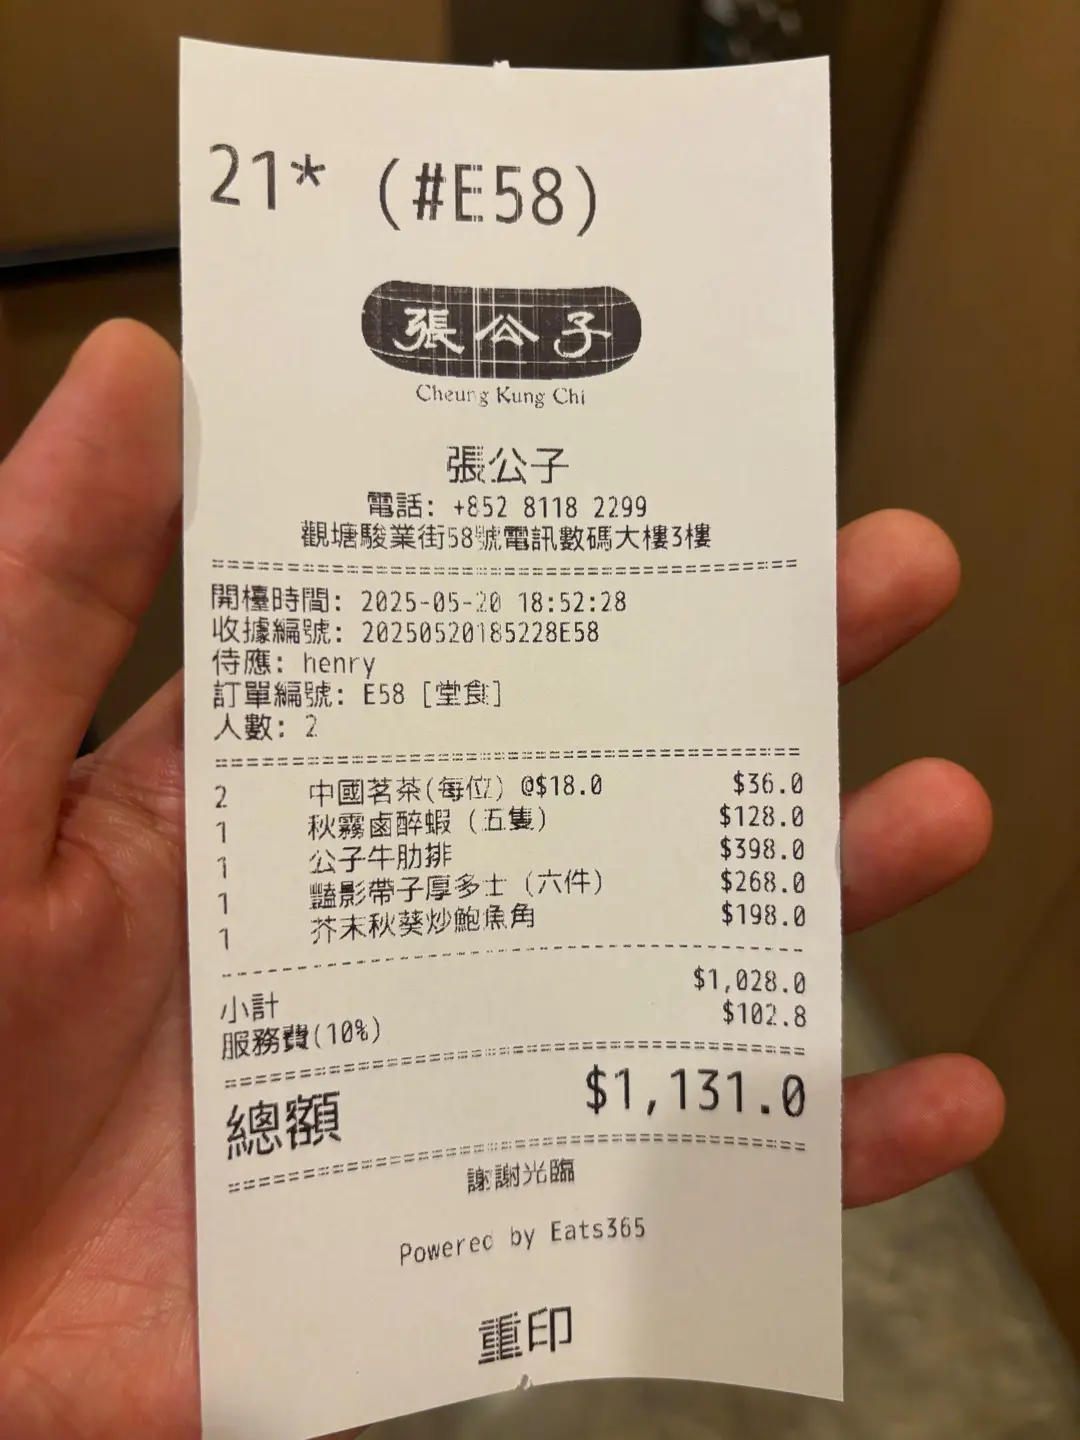 21* (#E58)
張公子
Cheung Kung Chi
張公子
電話: +852 8118 2299
觀塘駿業街58號電訊數碼大樓3樓
開檯時間: 2025-05-20 18:52:28
收據編號: 20250520185228E58
侍應: henry
訂單編號: E58 [堂食]
人數: 2
2 中國茗茶(每位) @$18.0 $36.0
1 秋霧鹵醉蝦 (五隻) $128.0
1 公子牛肋排 $398.0
1 豔影帶子厚多士 (六件) $268.0
1 芥末秋葵炒鮑魚角 $198.0
小計 $1,028.0
服務費(10%) $102.8
總額 $1,131.0
謝謝光臨
Powered by Eats365
重印